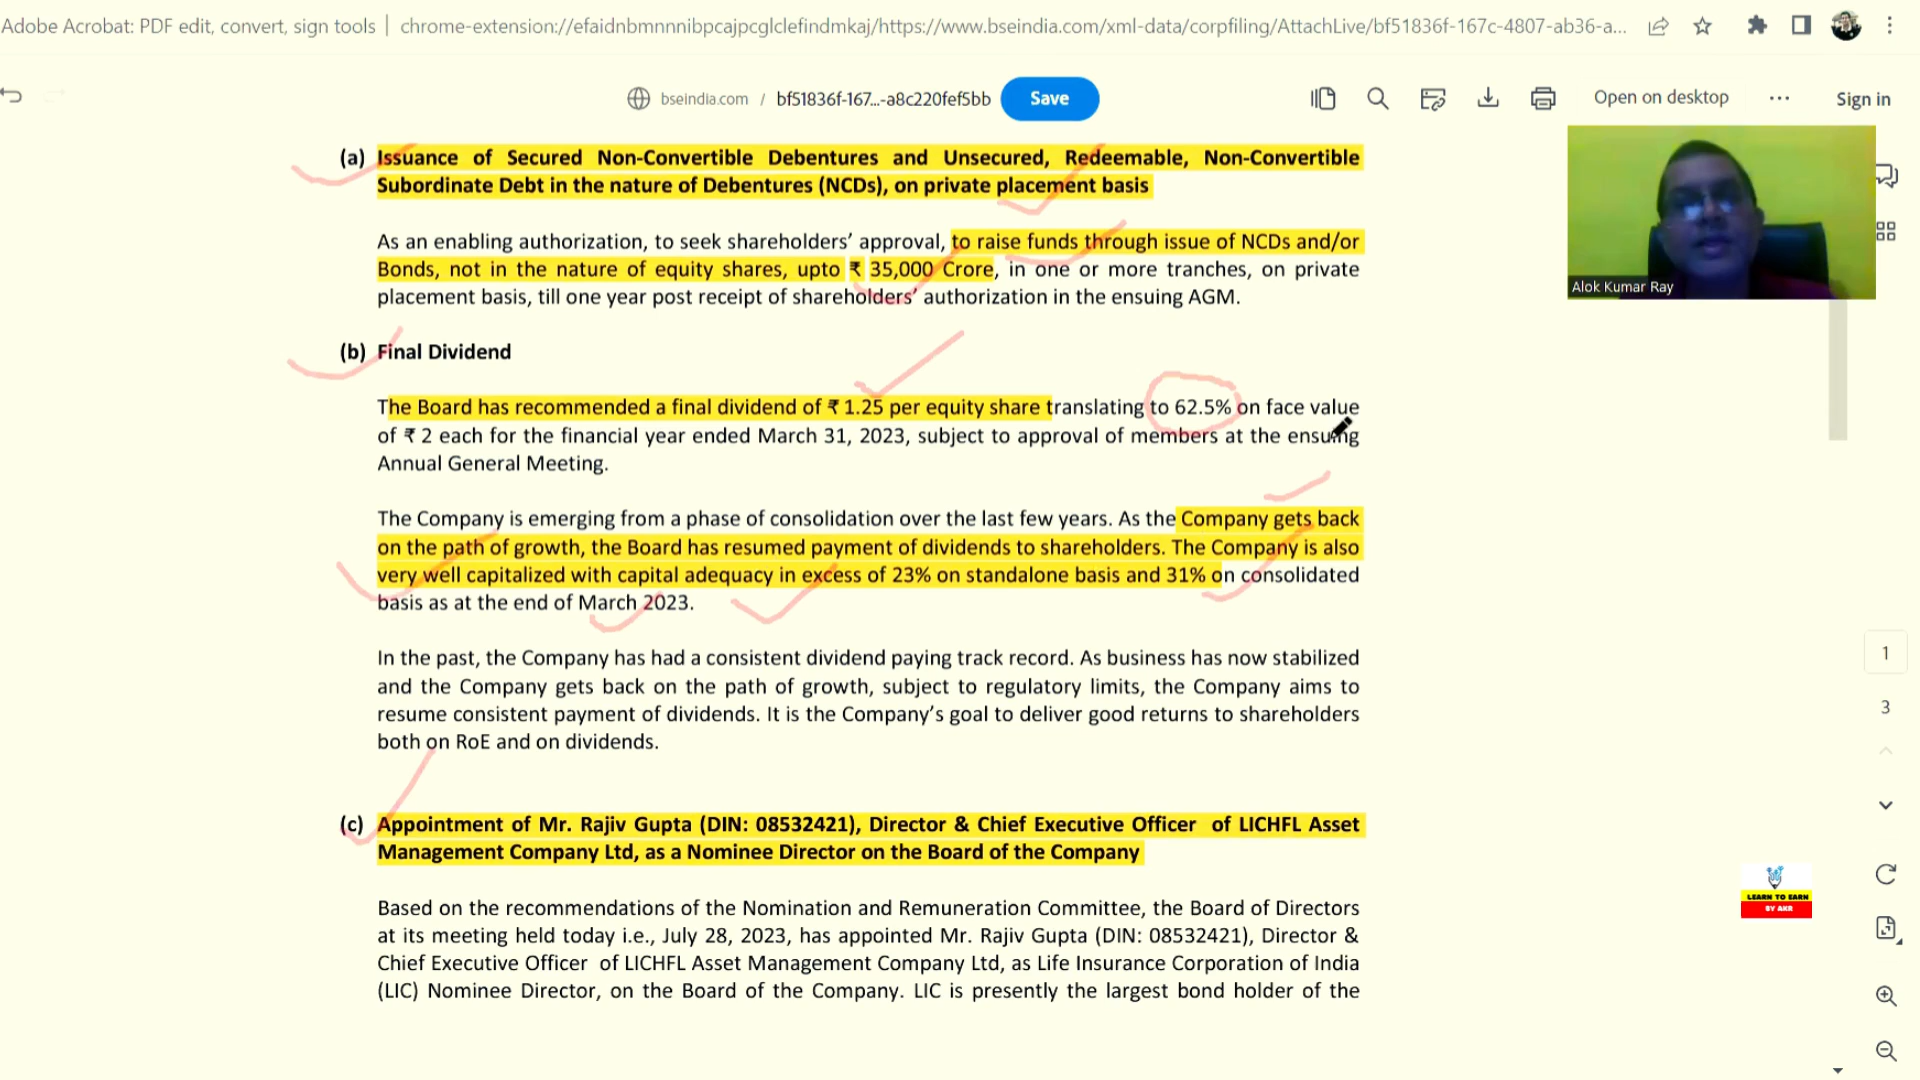 Adobe Acrobat: PDF edit, convert, sign tools | chrome-extension://efaidnbmnnnibpcajpcglclefindmkaj/https://www.bseindia.com/xml-data/corpfiling/AttachLive/bf51836f-167c-4807-ab36-a...
bseindia.com / bf51836f-167...-a8c220fef5bb Save Open on desktop ... Sign in
(a) Issuance of Secured Non-Convertible Debentures and Unsecured, Redeemable, Non-Convertible
Subordinate Debt in the nature of Debentures (NCDs), on private placement basis
As an enabling authorization, to seek shareholders’ approval, to raise funds through issue of NCDs and/or
Bonds, not in the nature of equity shares, upto ₹ 35,000 Crore, in one or more tranches, on private
placement basis, till one year post receipt of shareholders’ authorization in the ensuing AGM.
Alok Kumar Ray
(b) Final Dividend
The Board has recommended a final dividend of ₹ 1.25 per equity share translating to 62.5% on face value
of ₹ 2 each for the financial year ended March 31, 2023, subject to approval of members at the ensuing
Annual General Meeting.
The Company is emerging from a phase of consolidation over the last few years. As the Company gets back
on the path of growth, the Board has resumed payment of dividends to shareholders. The Company is also
very well capitalized with capital adequacy in excess of 23% on standalone basis and 31% on consolidated
basis as at the end of March 2023.
In the past, the Company has had a consistent dividend paying track record. As business has now stabilized
and the Company gets back on the path of growth, subject to regulatory limits, the Company aims to
resume consistent payment of dividends. It is the Company’s goal to deliver good returns to shareholders
both on RoE and on dividends.
1
3
(c) Appointment of Mr. Rajiv Gupta (DIN: 08532421), Director & Chief Executive Officer of LICHFL Asset
Management Company Ltd, as a Nominee Director on the Board of the Company
Based on the recommendations of the Nomination and Remuneration Committee, the Board of Directors
at its meeting held today i.e., July 28, 2023, has appointed Mr. Rajiv Gupta (DIN: 08532421), Director &
Chief Executive Officer of LICHFL Asset Management Company Ltd, as Life Insurance Corporation of India
(LIC) Nominee Director, on the Board of the Company. LIC is presently the largest bond holder of the
LEARN TO EARN
BY AKR